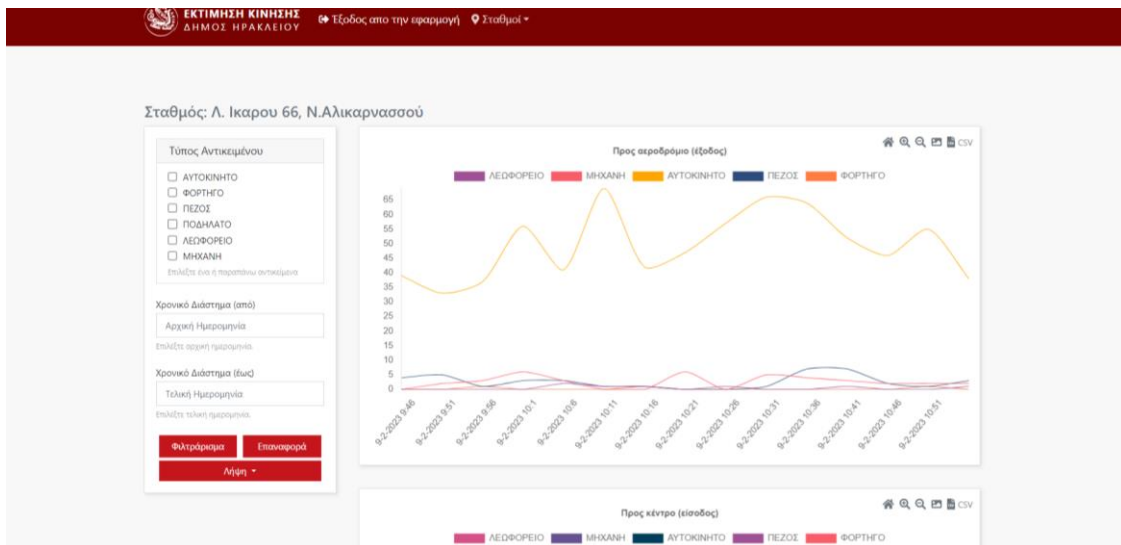 ΕΚΤΙΜΗΣΗ ΚΙΝΗΣΗΣ
ΔΗΜΟΣ ΗΡΑΚΛΕΙΟΥ
Έξοδος απο την εφαρμογή
Σταθμοί
Σταθμός: Λ. Ικαρου 66, Ν.Αλικαρνασσού
Τύπος Αντικειμένου
ΑΥΤΟΚΙΝΗΤΟ
ΦΟΡΤΗΓΟ
ΠΕΖΟΣ
ΠΟΔΗΛΑΤΟ
ΛΕΩΦΟΡΕΙΟ
ΜΗΧΑΝΗ
Επιλέξτε ένα ή παραπάνω αντικείμενα
Χρονικό Διάστημα (από)
Αρχική Ημερομηνία
Επιλέξτε αρχική ημερομηνία.
Χρονικό Διάστημα (έως)
Τελική Ημερομηνία
Επιλέξτε τελική ημερομηνία.
Φιλτράρισμα Επαναφορά
Λήψη
CSV
Προς αεροδρόμιο (έξοδος)
ΛΕΩΦΟΡΕΙΟ ΜΗΧΑΝΗ ΑΥΤΟΚΙΝΗΤΟ ΠΕΖΟΣ ΦΟΡΤΗΓΟ
65
60
55
50
45
40
35
30
25
20
15
10
5
0
9-2-2023 9:46
9-2-2023 9:51
9-2-2023 9:56
9-2-2023 10:1
9-2-2023 10:6
9-2-2023 10:11
9-2-2023 10:16
9-2-2023 10:21
9-2-2023 10:26
9-2-2023 10:31
9-2-2023 10:36
9-2-2023 10:41
9-2-2023 10:46
9-2-2023 10:51
CSV
Προς κέντρο (είσοδος)
ΛΕΩΦΟΡΕΙΟ ΜΗΧΑΝΗ ΑΥΤΟΚΙΝΗΤΟ ΠΕΖΟΣ ΦΟΡΤΗΓΟ